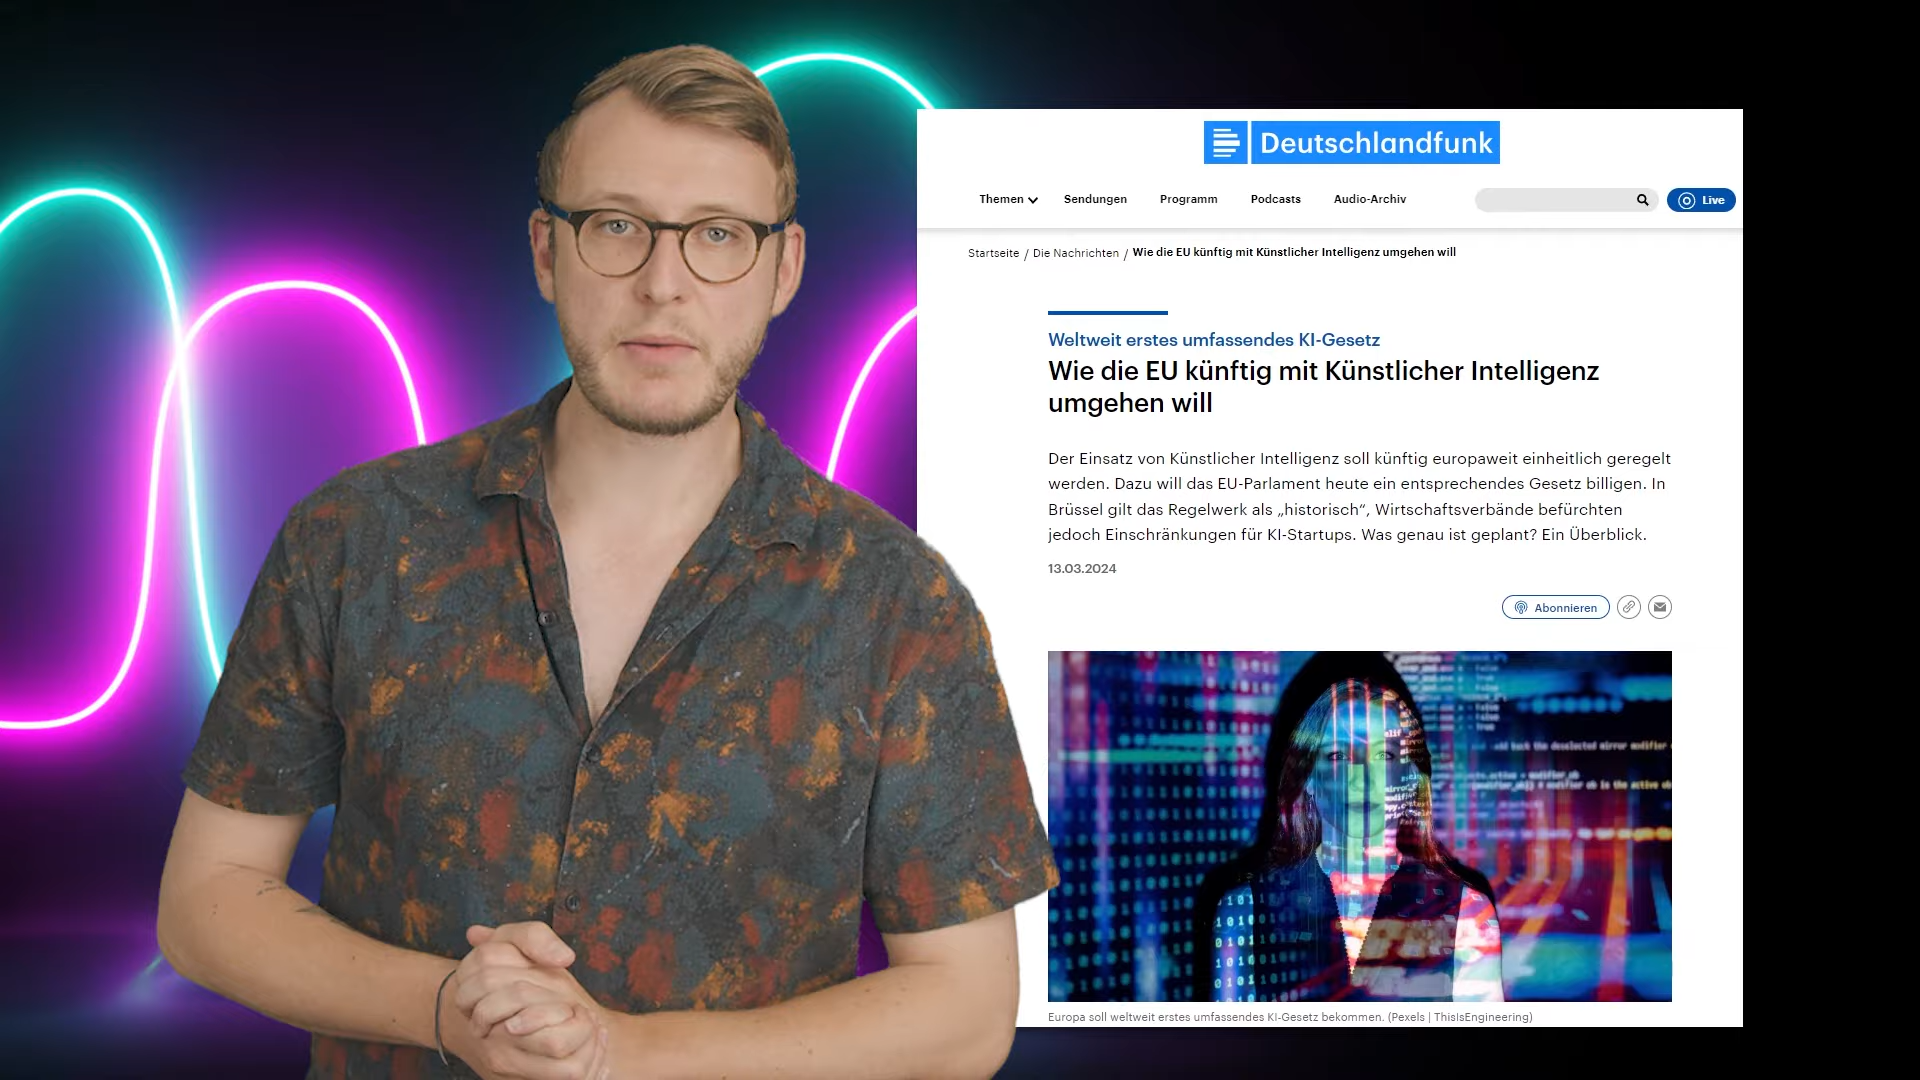 Deutschlandfunk
Themen Sendungen Programm Podcasts Audio-Archiv Live
Startseite / Die Nachrichten / Wie die EU künftig mit Künstlicher Intelligenz umgehen will
Weltweit erstes umfassendes KI-Gesetz
Wie die EU künftig mit Künstlicher Intelligenz
umgehen will
Der Einsatz von Künstlicher Intelligenz soll künftig europaweit einheitlich geregelt
werden. Dazu will das EU-Parlament heute ein entsprechendes Gesetz billigen. In
Brüssel gilt das Regelwerk als „historisch“, Wirtschaftsverbände befürchten
jedoch Einschränkungen für KI-Startups. Was genau ist geplant? Ein Überblick.
13.03.2024
Abonnieren
Europa soll weltweit erstes umfassendes KI-Gesetz bekommen. (Pexels | ThisIsEngineering)